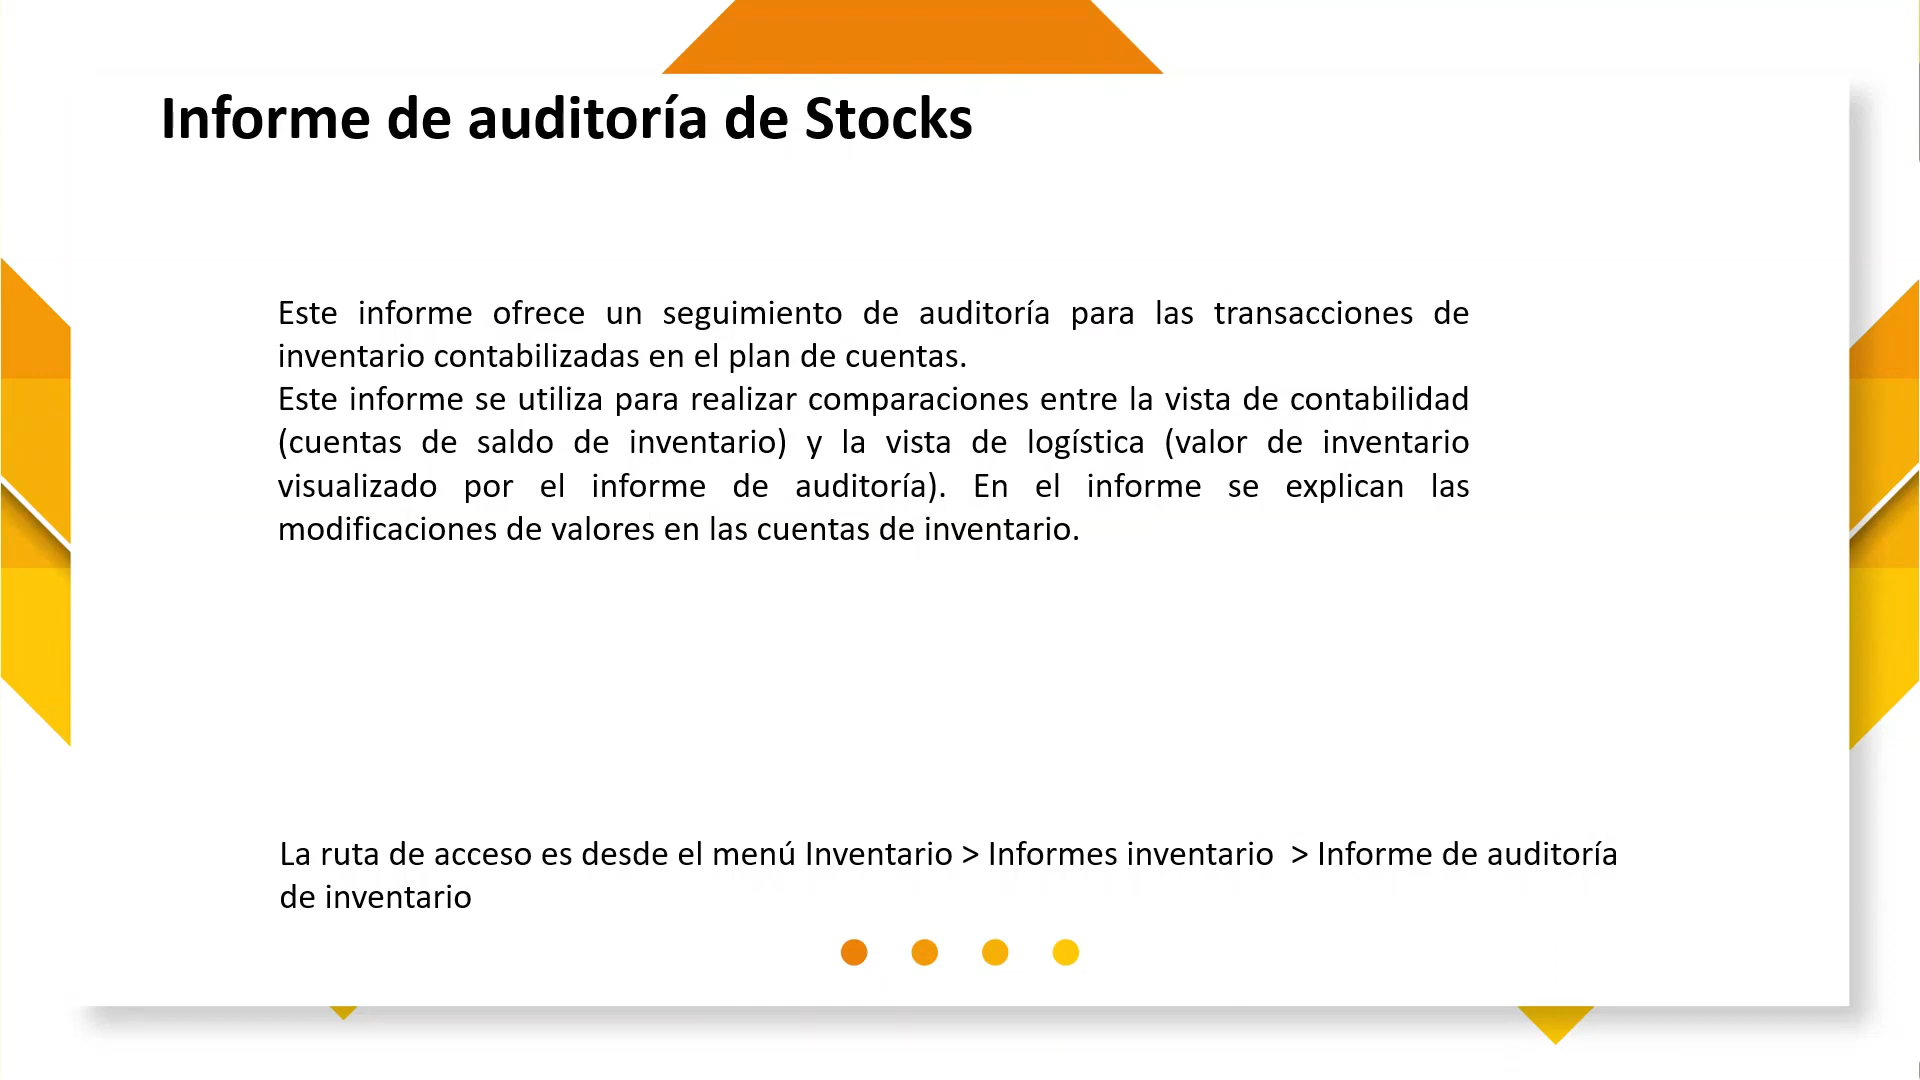 Informe de auditoría de Stocks
Este informe ofrece un seguimiento de auditoría para las transacciones de
inventario contabilizadas en el plan de cuentas.
Este informe se utiliza para realizar comparaciones entre la vista de contabilidad
(cuentas de saldo de inventario) y la vista de logística (valor de inventario
visualizado por el informe de auditoría). En el informe se explican las
modificaciones de valores en las cuentas de inventario.
La ruta de acceso es desde el menú Inventario > Informes inventario > Informe de auditoría
de inventario